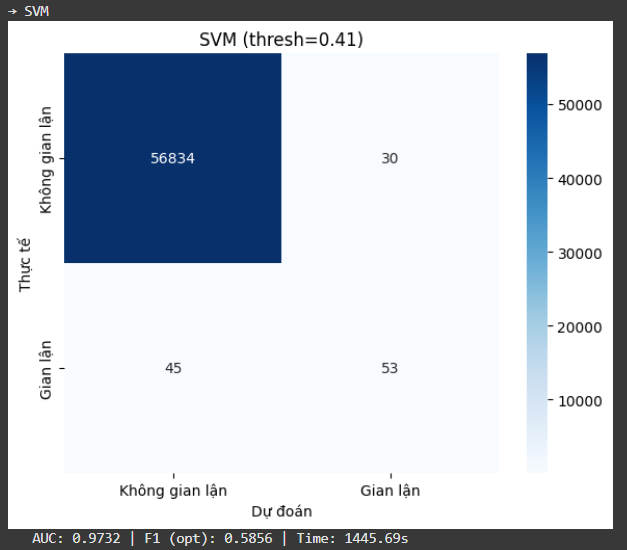 → SVM
SVM (thresh=0.41)
Không gian lận
56834
30
50000
40000
30000
20000
10000
Thực tế
Gian lận
45
53
Không gian lận
Gian lận
Dự đoán
AUC: 0.9732 | F1 (opt): 0.5856 | Time: 1445.69s